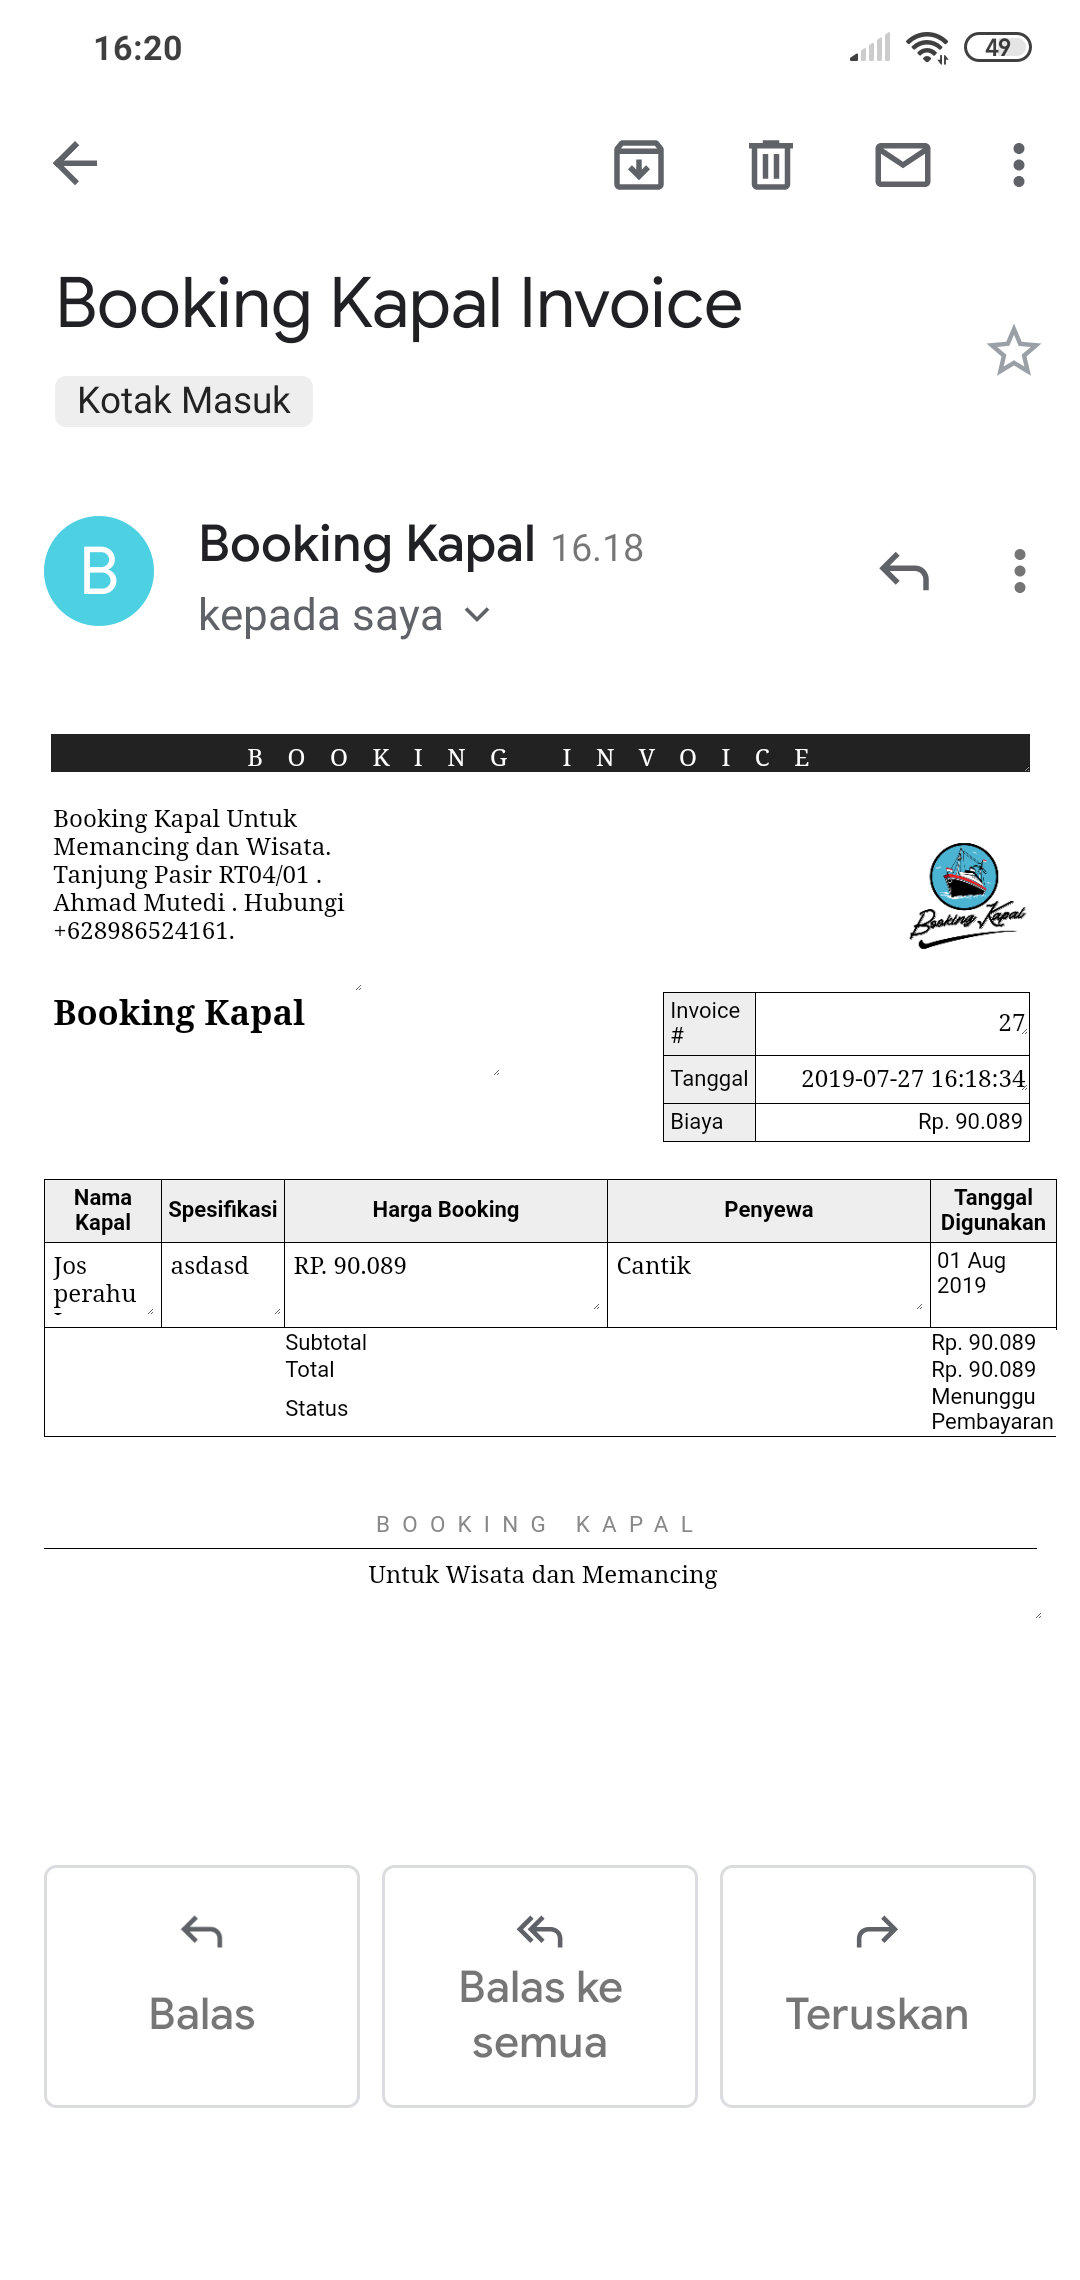 16:20
49
Booking Kapal Invoice
Kotak Masuk
B
Booking Kapal 16.18
kepada saya
BOOKING INVOICE
Booking Kapal Untuk
Memancing dan Wisata.
Tanjung Pasir RT04/01 .
Ahmad Mutedi . Hubungi
+628986524161.
Booking Kapal
Booking Kapal
Invoice # 27
Tanggal 2019-07-27 16:18:34
Biaya Rp. 90.089
Nama Kapal Spesifikasi Harga Booking Penyewa Tanggal Digunakan
Jos perahu asdasd RP. 90.089 Cantik 01 Aug 2019
Subtotal Rp. 90.089
Total Rp. 90.089
Status Menunggu Pembayaran
BOOKING KAPAL
Untuk Wisata dan Memancing
Balas
Balas ke semua
Teruskan